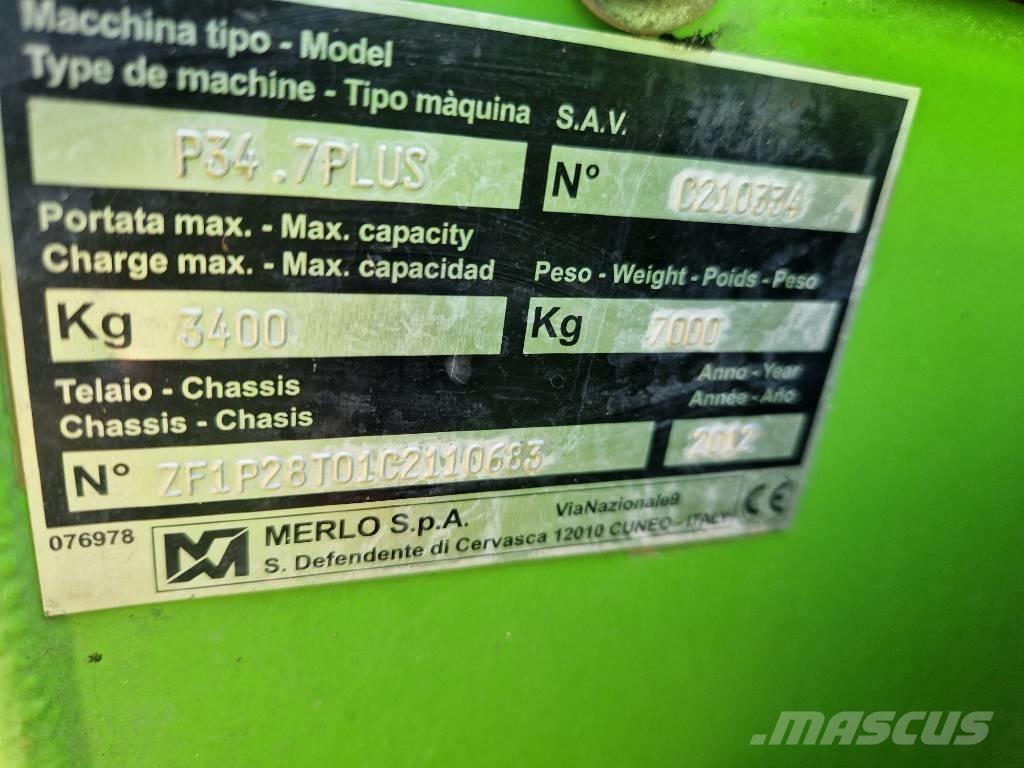 Macchina tipo - Model
Type de machine - Tipo màquina
S.A.V.
P34.7PLUS
N° C210334
Portata max. - Max. capacity
Charge max. - Max. capacidad
Peso - Weight - Poids - Peso
Kg 3400
Kg 7000
Telaio - Chassis
Chassis - Chasis
Anno - Year
Année - Año
N° ZF1P28T01C2110683
2012
076978
MERLO S.p.A.
ViaNazionale9
S. Defendente di Cervasca 12010 CUNEO - ITALY
CE
MASCUS